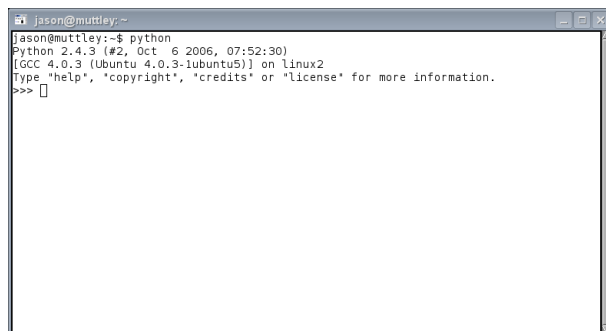 jason@muttley: ~
jason@muttley:~$ python
Python 2.4.3 (#2, Oct  6 2006, 07:52:30)
[GCC 4.0.3 (Ubuntu 4.0.3-1ubuntu5)] on linux2
Type "help", "copyright", "credits" or "license" for more information.
>>>